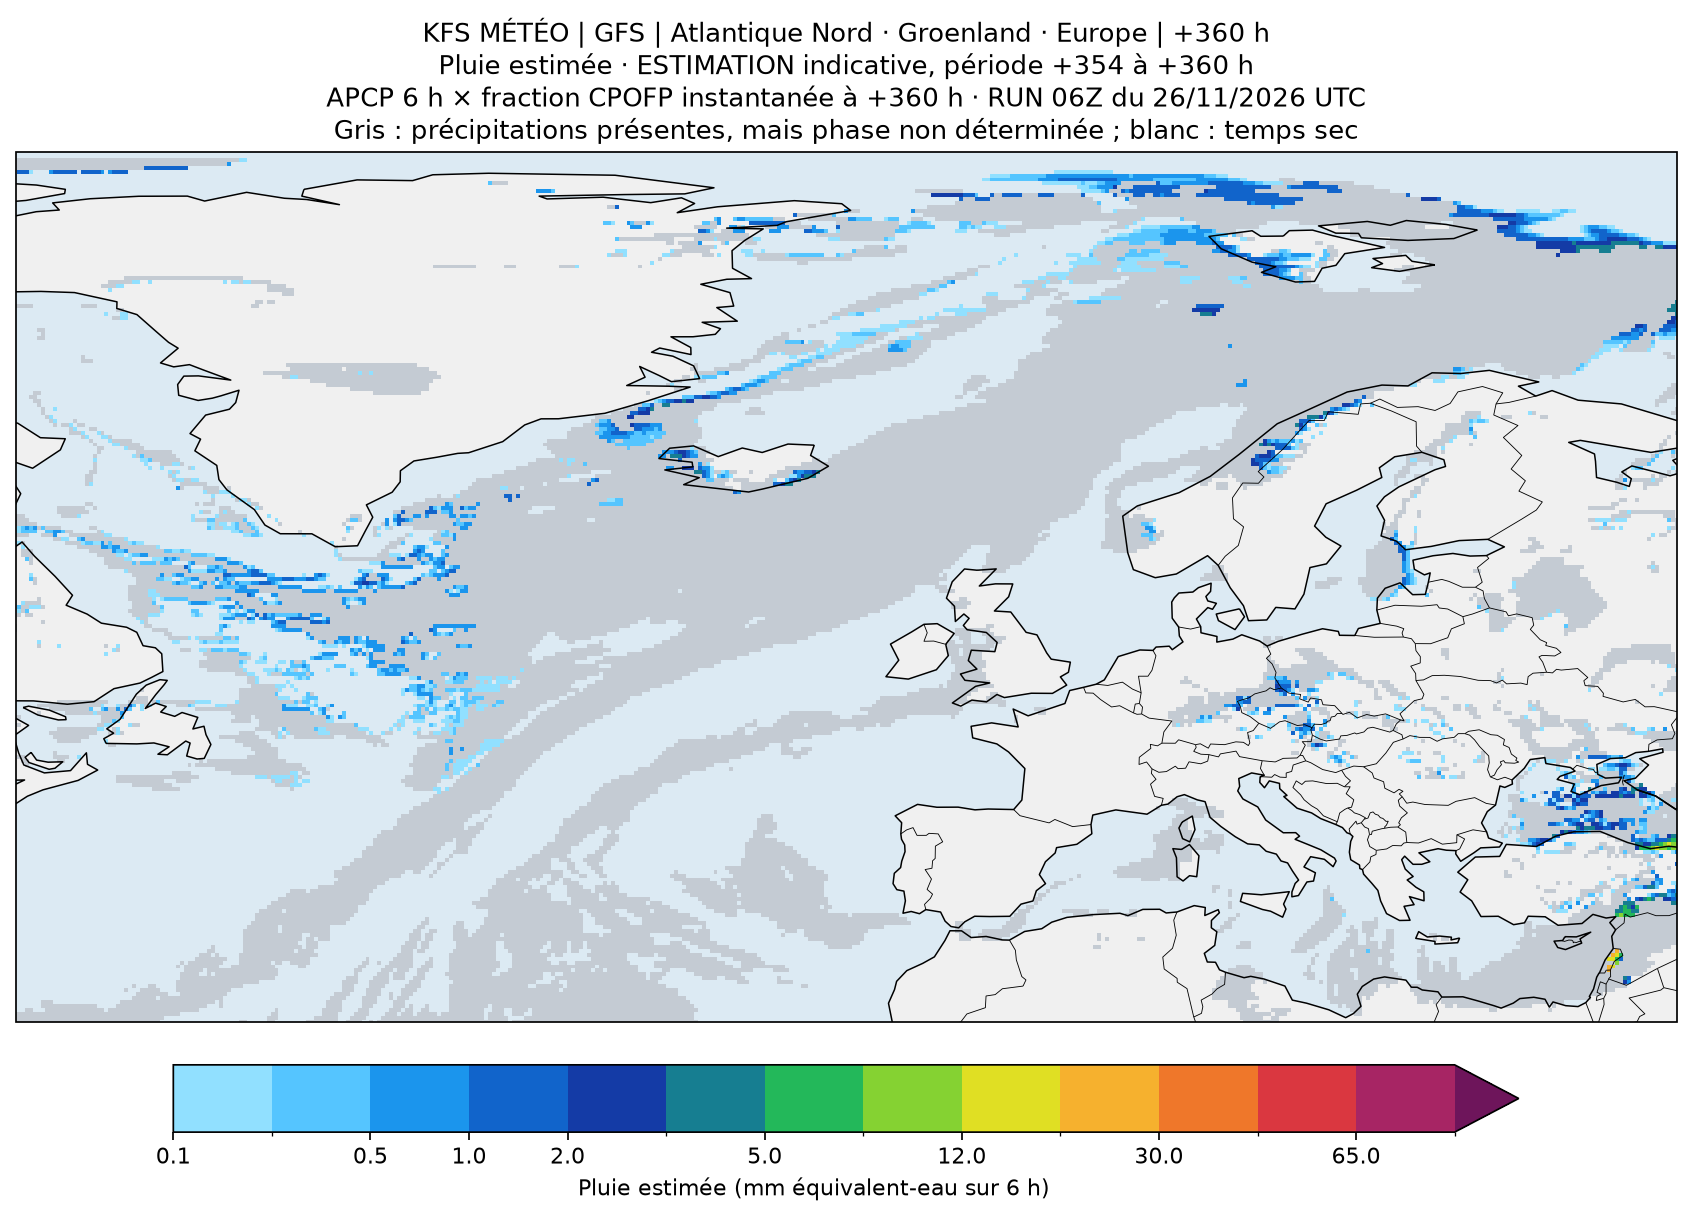 KFS MÉTÉO | GFS | Atlantique Nord · Groenland · Europe | +360 h
Pluie estimée · ESTIMATION indicative, période +354 à +360 h
APCP 6 h × fraction CPOFP instantanée à +360 h · RUN 06Z du 26/11/2026 UTC
Gris : précipitations présentes, mais phase non déterminée ; blanc : temps sec
0.1 0.5 1.0 2.0 5.0 12.0 30.0 65.0
Pluie estimée (mm équivalent-eau sur 6 h)